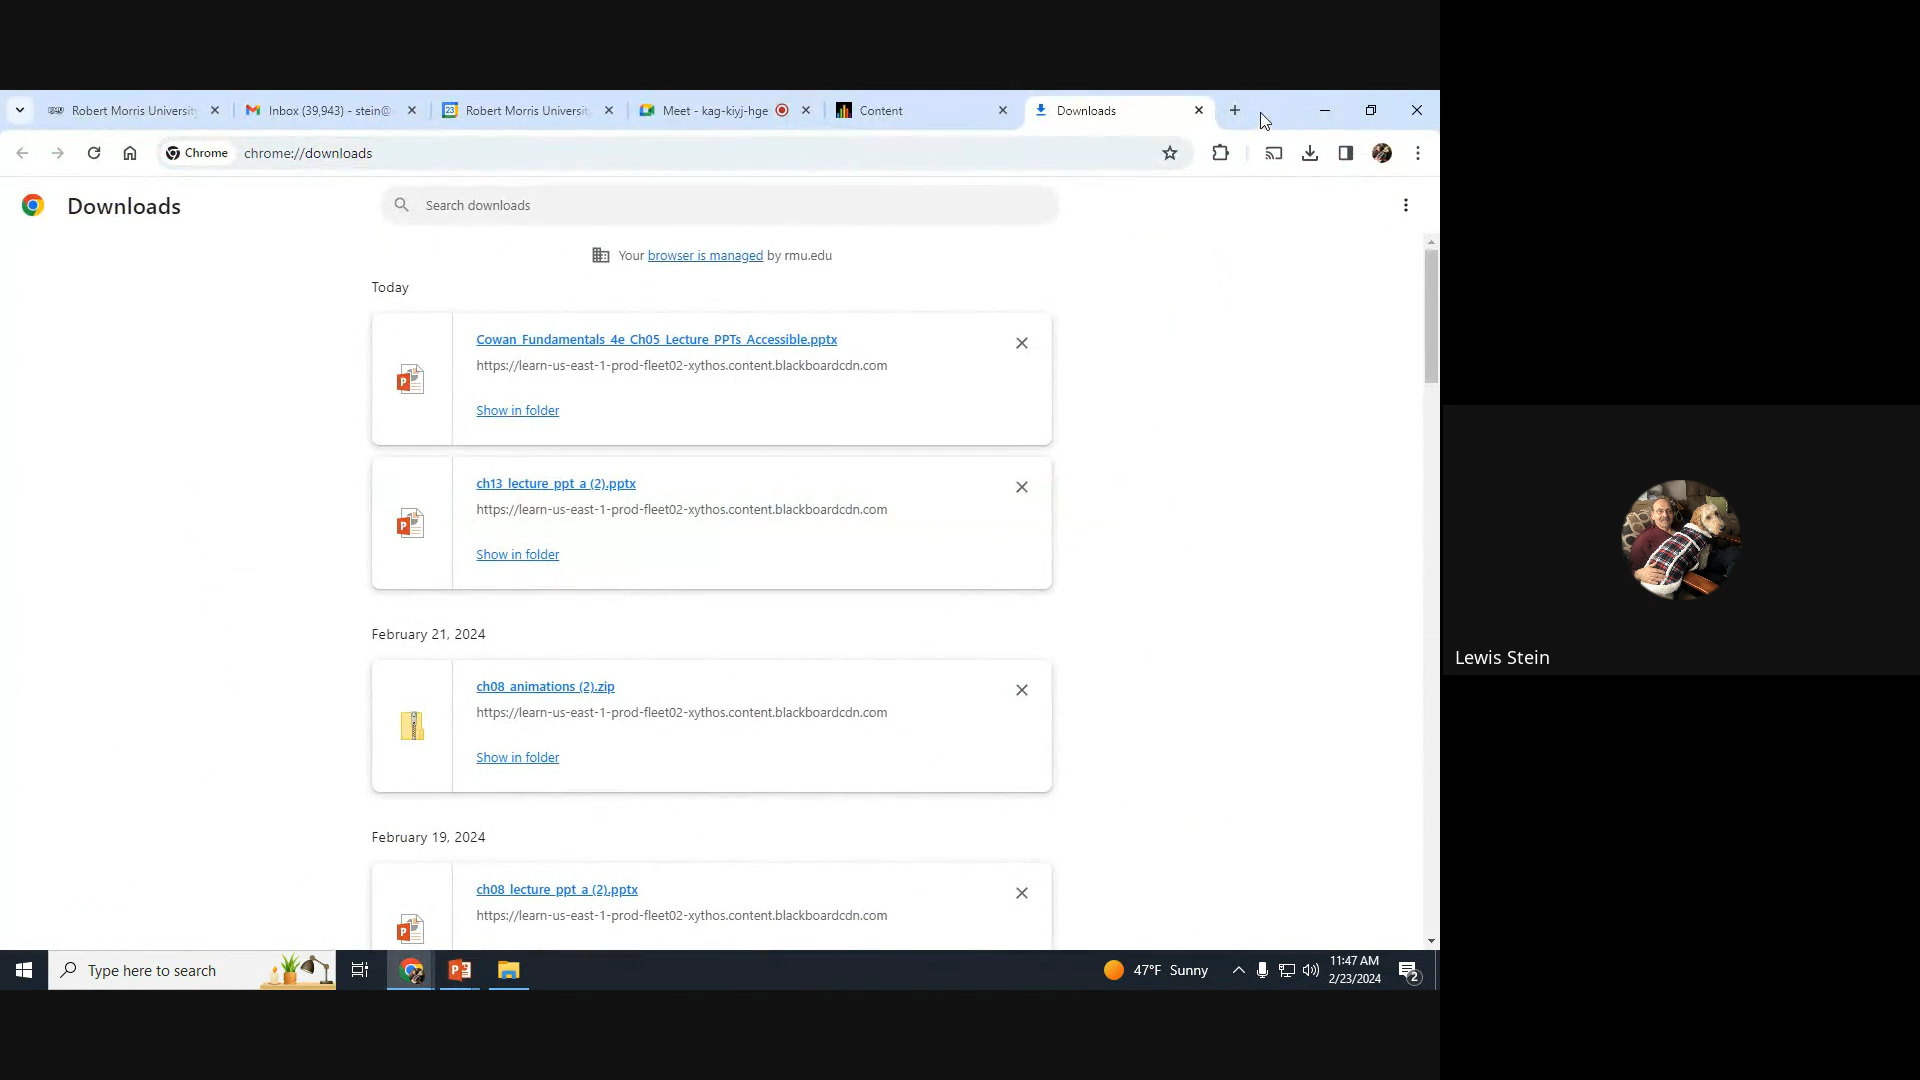 Robert Morris Universit
Inbox (39,943) - stein@
Robert Morris Universit
Meet - kag-kiyj-hge
Content
Downloads
Chrome
chrome://downloads
Downloads
Search downloads
Your browser is managed by rmu.edu
Today
Cowan_Fundamentals_4e_Ch05_Lecture_PPTs_Accessible.pptx
https://learn-us-east-1-prod-fleet02-xythos.content.blackboardcdn.com
Show in folder
ch13_lecture_ppt_a (2).pptx
https://learn-us-east-1-prod-fleet02-xythos.content.blackboardcdn.com
Show in folder
February 21, 2024
ch08_animations (2).zip
https://learn-us-east-1-prod-fleet02-xythos.content.blackboardcdn.com
Show in folder
February 19, 2024
ch08_lecture_ppt_a (2).pptx
https://learn-us-east-1-prod-fleet02-xythos.content.blackboardcdn.com
Lewis Stein
Type here to search
47°F Sunny
11:47 AM
2/23/2024
2